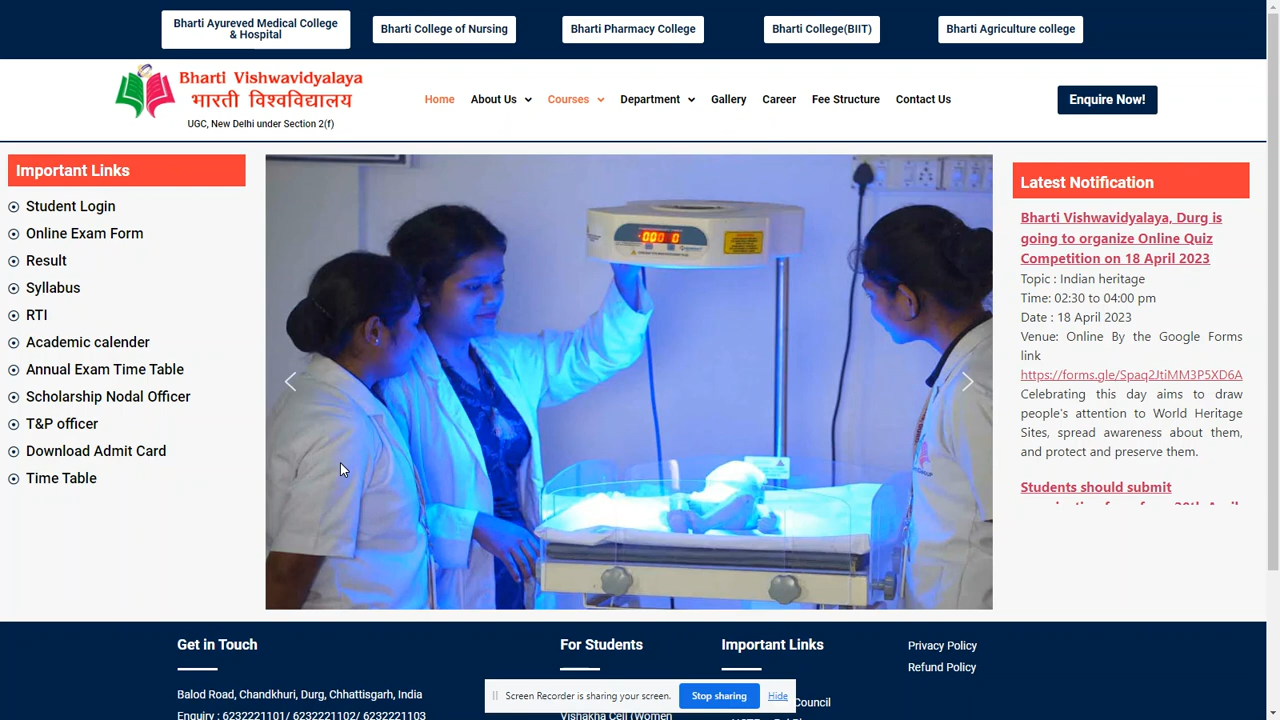 Bharti Ayureved Medical College
& Hospital
Bharti College of Nursing
Bharti Pharmacy College
Bharti College(BIIT)
Bharti Agriculture college
Bharti Vishwavidyalaya
भारती विश्वविद्यालय
UGC, New Delhi under Section 2(f)
Home
About Us
Courses
Department
Gallery
Career
Fee Structure
Contact Us
Enquire Now!
Important Links
Student Login
Online Exam Form
Result
Syllabus
RTI
Academic calender
Annual Exam Time Table
Scholarship Nodal Officer
T&P officer
Download Admit Card
Time Table
Latest Notification
Bharti Vishwavidyalaya, Durg is
going to organize Online Quiz
Competition on 18 April 2023
Topic : Indian heritage
Time: 02:30 to 04:00 pm
Date : 18 April 2023
Venue: Online By the Google Forms
link
https://forms.gle/Spaq2JtiMM3P5XD6A
Celebrating this day aims to draw
people's attention to World Heritage
Sites, spread awareness about them,
and protect and preserve them.
Students should submit
Get in Touch
Balod Road, Chandkhuri, Durg, Chhattisgarh, India
Enquiry : 6232221101/ 6232221102/ 6232221103
For Students
Vishakha Cell (Women
Important Links
Council
Privacy Policy
Refund Policy
Screen Recorder is sharing your screen.
Stop sharing
Hide